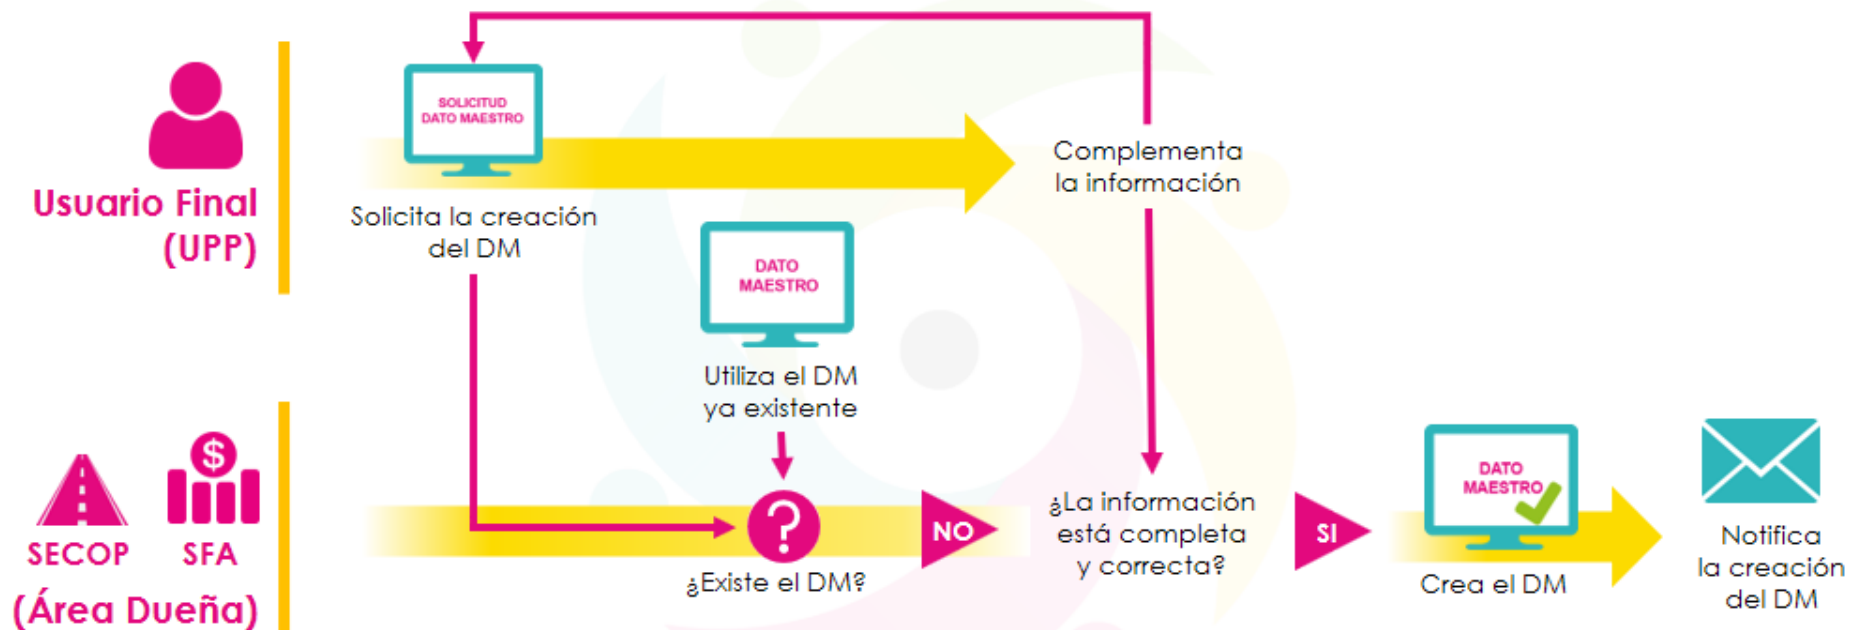 SOLICITUD
DATO MAESTRO
Usuario Final
(UPP)
Solicita la creación
del DM
Complementa
la información
DATO
MAESTRO
Utiliza el DM
ya existente
SECOP
SFA
(Área Dueña)
?
¿Existe el DM?
NO
¿La información
está completa
y correcta?
SI
DATO
MAESTRO
Crea el DM
Notifica
la creación
del DM
$